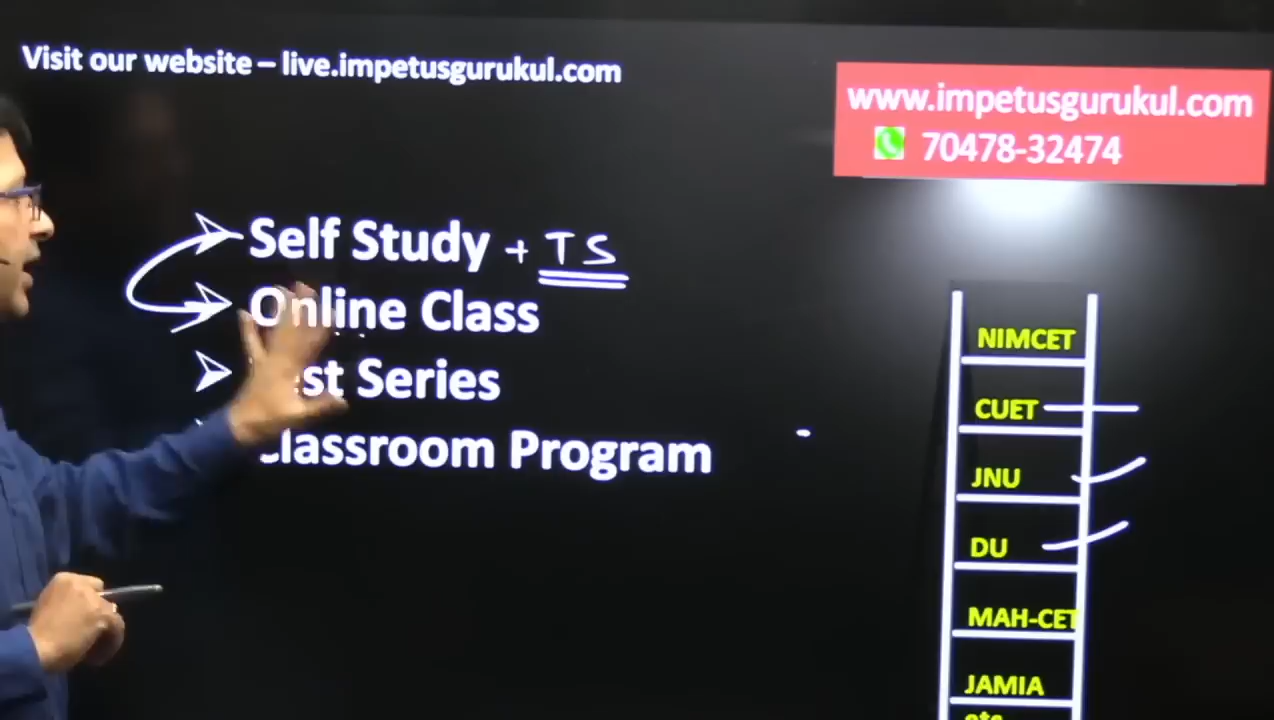 Visit our website – live.impetusgurukul.com
www.impetusgurukul.com
70478-32474
Self Study + TS
Online Class
Series
Program
NIMCET
CUET
JNU
DU
MAH-CET
JAMIA
etc